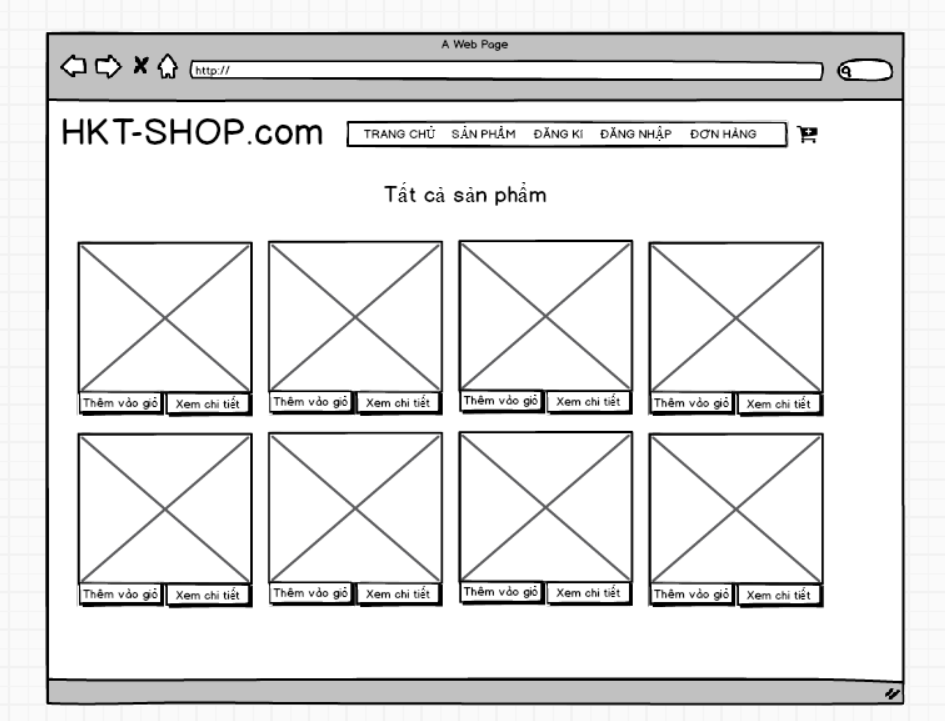 A Web Page
http://
HKT-SHOP.com
TRANG CHỦ SẢN PHẨM ĐĂNG KI ĐĂNG NHẬP ĐƠN HÀNG
Tất cả sản phẩm
Thêm vào giỏ Xem chi tiết Thêm vào giỏ Xem chi tiết Thêm vào giỏ Xem chi tiết Thêm vào giỏ Xem chi tiết
Thêm vào giỏ Xem chi tiết Thêm vào giỏ Xem chi tiết Thêm vào giỏ Xem chi tiết Thêm vào giỏ Xem chi tiết